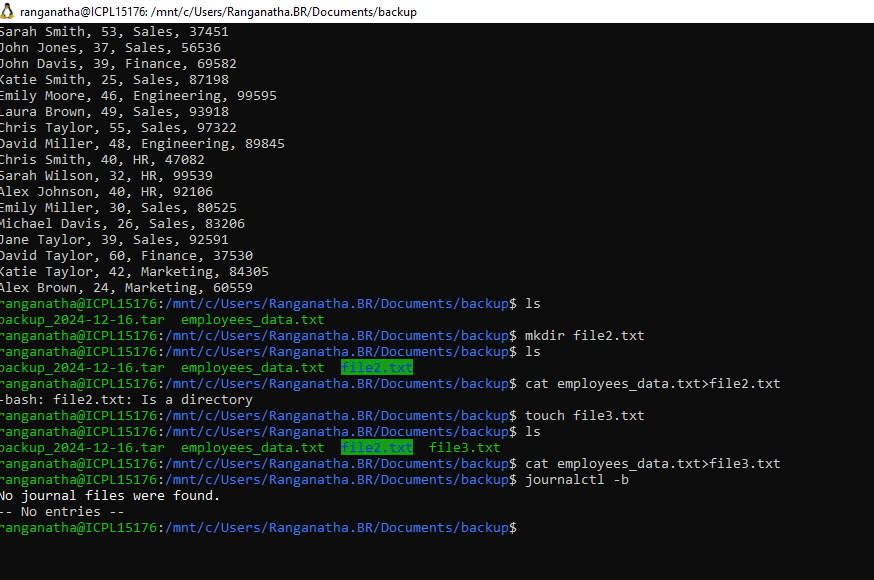 ranganatha@ICPL15176: /mnt/c/Users/Ranganatha.BR/Documents/backup
Sarah Smith, 53, Sales, 37451
John Jones, 37, Sales, 56536
John Davis, 39, Finance, 69582
Katie Smith, 25, Sales, 87198
Emily Moore, 46, Engineering, 99595
Laura Brown, 49, Sales, 93918
Chris Taylor, 55, Sales, 97322
David Miller, 48, Engineering, 89845
Chris Smith, 40, HR, 47082
Sarah Wilson, 32, HR, 99539
Alex Johnson, 40, HR, 92106
Emily Miller, 30, Sales, 80525
Michael Davis, 26, Sales, 83206
Jane Taylor, 39, Sales, 92591
David Taylor, 60, Finance, 37530
Katie Taylor, 42, Marketing, 84305
Alex Brown, 24, Marketing, 60559
ranganatha@ICPL15176:/mnt/c/Users/Ranganatha.BR/Documents/backup$ ls
backup_2024-12-16.tar  employees_data.txt
ranganatha@ICPL15176:/mnt/c/Users/Ranganatha.BR/Documents/backup$ mkdir file2.txt
ranganatha@ICPL15176:/mnt/c/Users/Ranganatha.BR/Documents/backup$ ls
backup_2024-12-16.tar  employees_data.txt  file2.txt
ranganatha@ICPL15176:/mnt/c/Users/Ranganatha.BR/Documents/backup$ cat employees_data.txt>file2.txt
-bash: file2.txt: Is a directory
ranganatha@ICPL15176:/mnt/c/Users/Ranganatha.BR/Documents/backup$ touch file3.txt
ranganatha@ICPL15176:/mnt/c/Users/Ranganatha.BR/Documents/backup$ ls
backup_2024-12-16.tar  employees_data.txt  file2.txt  file3.txt
ranganatha@ICPL15176:/mnt/c/Users/Ranganatha.BR/Documents/backup$ cat employees_data.txt>file3.txt
ranganatha@ICPL15176:/mnt/c/Users/Ranganatha.BR/Documents/backup$ journalctl -b
No journal files were found.
-- No entries --
ranganatha@ICPL15176:/mnt/c/Users/Ranganatha.BR/Documents/backup$